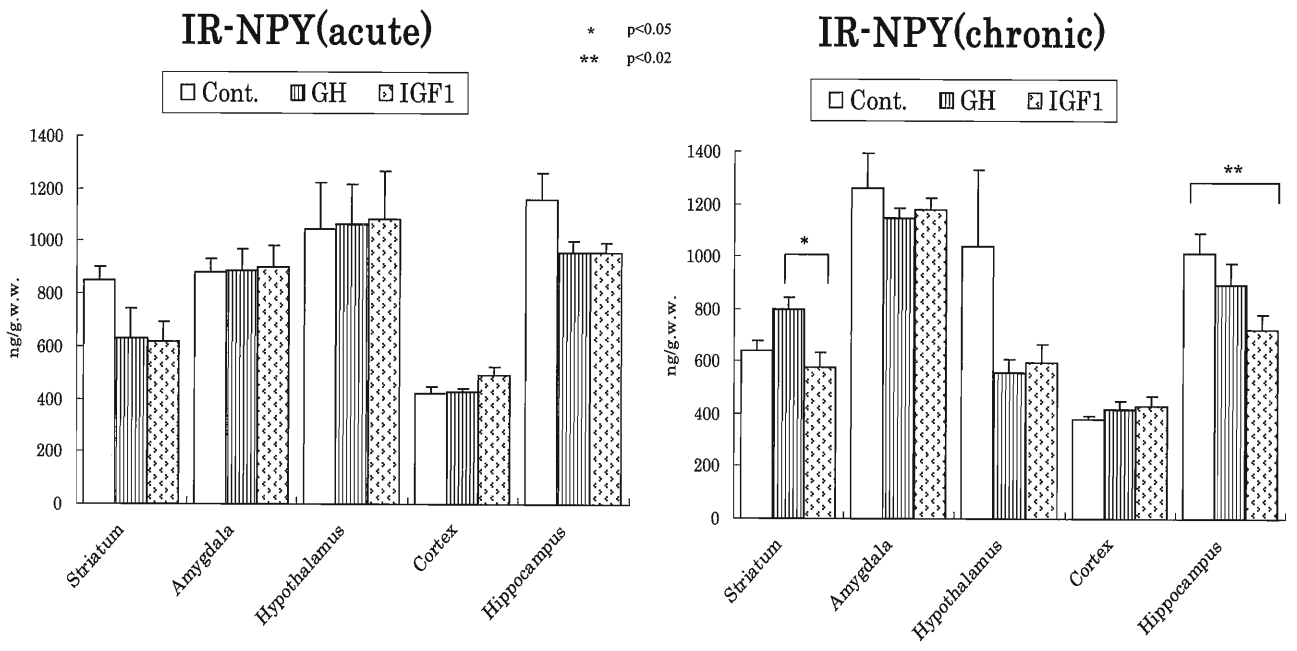 IR-NPY(acute)
* p<0.05
** p<0.02
IR-NPY(chronic)
Cont. GH IGF1
Cont. GH IGF1
1400
1200
1000
800
600
400
200
0
ng/g.w.w.
Striatum
Amygdala
Hypothalamus
Cortex
Hippocampus
1400
1200
1000
800
600
400
200
0
ng/g.w.w.
*
**
Striatum
Amygdala
Hypothalamus
Cortex
Hippocampus